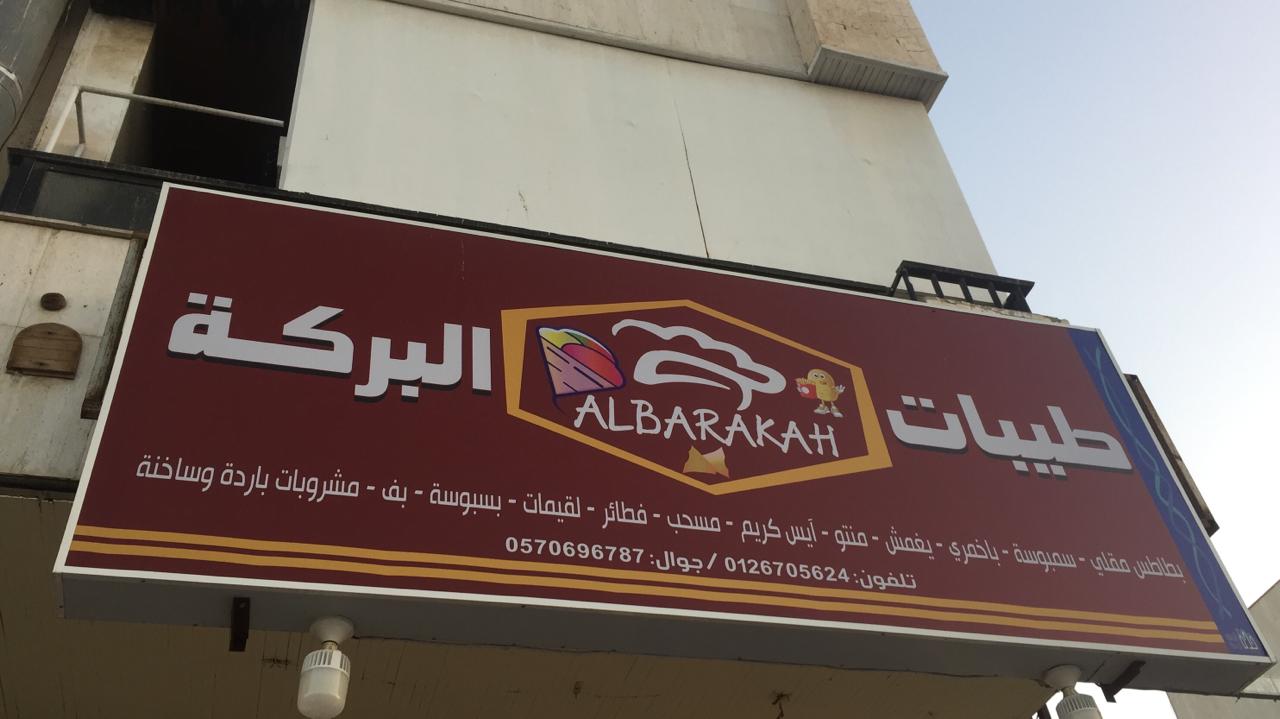 طيبات البركة
ALBARAKAH
بطاطس مقلي - سمبوسة - باخمري - يغمش - منتو - آيس كريم - مسحب - فطائر - لقيمات - بسبوسة - بف - مشروبات باردة وساخنة
تلفون: 0126705624 / جوال: 0570696787